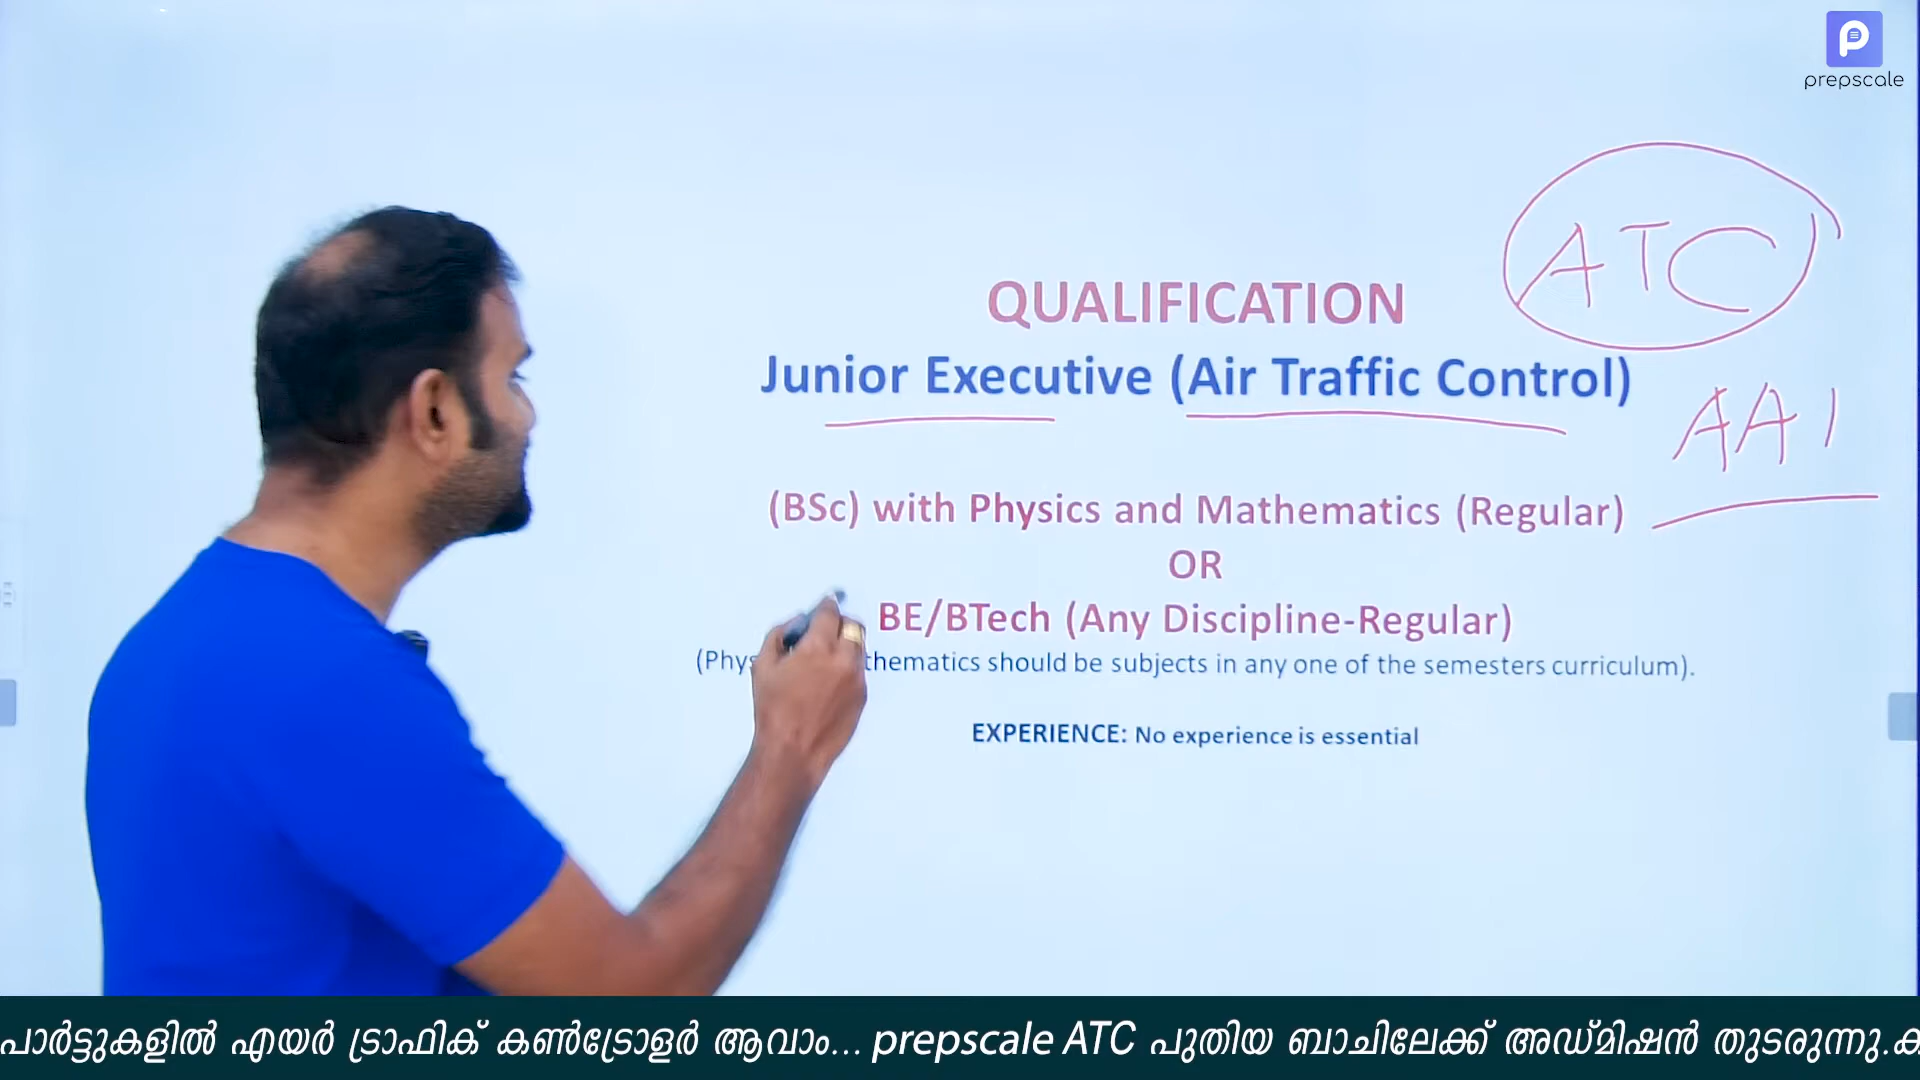 prepscale
ATC
QUALIFICATION
Junior Executive (Air Traffic Control)
AAI
(BSc) with Physics and Mathematics (Regular)
OR
BE/BTech (Any Discipline-Regular)
(Phys thematics should be subjects in any one of the semesters curriculum).
EXPERIENCE: No experience is essential
പോർട്ടുകളിൽ എയർ ട്രാഫിക് കൺട്രോളർ ആവാം... prepscale ATC പുതിയ ബാചിലേക്ക് അഡ്മിഷൻ തുടരുന്നു.